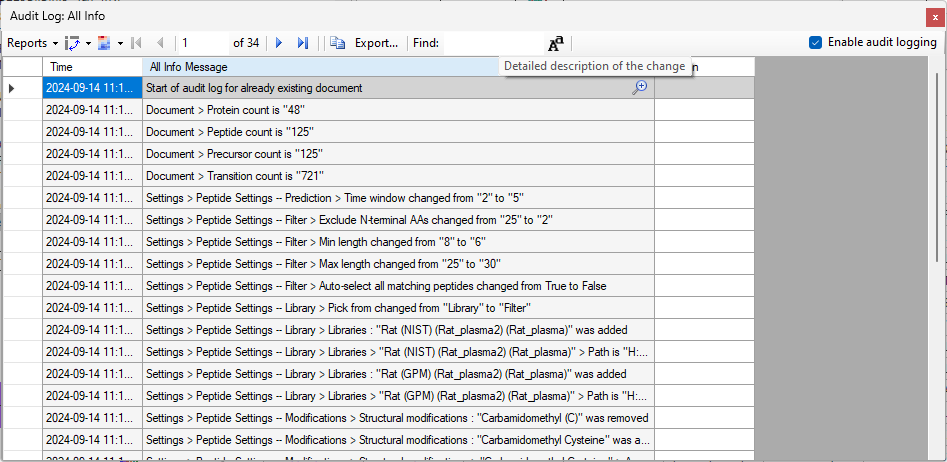 Audit Log: All Info
x
Reports 1 of 34 Export... Find: Aa Enable audit logging
Time All Info Message
Detailed description of the change
2024-09-14 11:1... Start of audit log for already existing document
2024-09-14 11:1... Document > Protein count is "48"
2024-09-14 11:1... Document > Peptide count is "125"
2024-09-14 11:1... Document > Precursor count is "125"
2024-09-14 11:1... Document > Transition count is "721"
2024-09-14 11:1... Settings > Peptide Settings -- Prediction > Time window changed from "2" to "5"
2024-09-14 11:1... Settings > Peptide Settings -- Filter > Exclude N-terminal AAs changed from "25" to "2"
2024-09-14 11:1... Settings > Peptide Settings -- Filter > Min length changed from "8" to "6"
2024-09-14 11:1... Settings > Peptide Settings -- Filter > Max length changed from "25" to "30"
2024-09-14 11:1... Settings > Peptide Settings -- Filter > Auto-select all matching peptides changed from True to False
2024-09-14 11:1... Settings > Peptide Settings -- Library > Pick from changed from "Library" to "Filter"
2024-09-14 11:1... Settings > Peptide Settings -- Library > Libraries : "Rat (NIST) (Rat_plasma2) (Rat_plasma)" was added
2024-09-14 11:1... Settings > Peptide Settings -- Library > Libraries > "Rat (NIST) (Rat_plasma2) (Rat_plasma)" > Path is "H:...
2024-09-14 11:1... Settings > Peptide Settings -- Library > Libraries : "Rat (GPM) (Rat_plasma2) (Rat_plasma)" was added
2024-09-14 11:1... Settings > Peptide Settings -- Library > Libraries > "Rat (GPM) (Rat_plasma2) (Rat_plasma)" > Path is "H:...
2024-09-14 11:1... Settings > Peptide Settings -- Modifications > Structural modifications : "Carbamidomethyl (C)" was removed
2024-09-14 11:1... Settings > Peptide Settings -- Modifications > Structural modifications : "Carbamidomethyl Cysteine" was a...